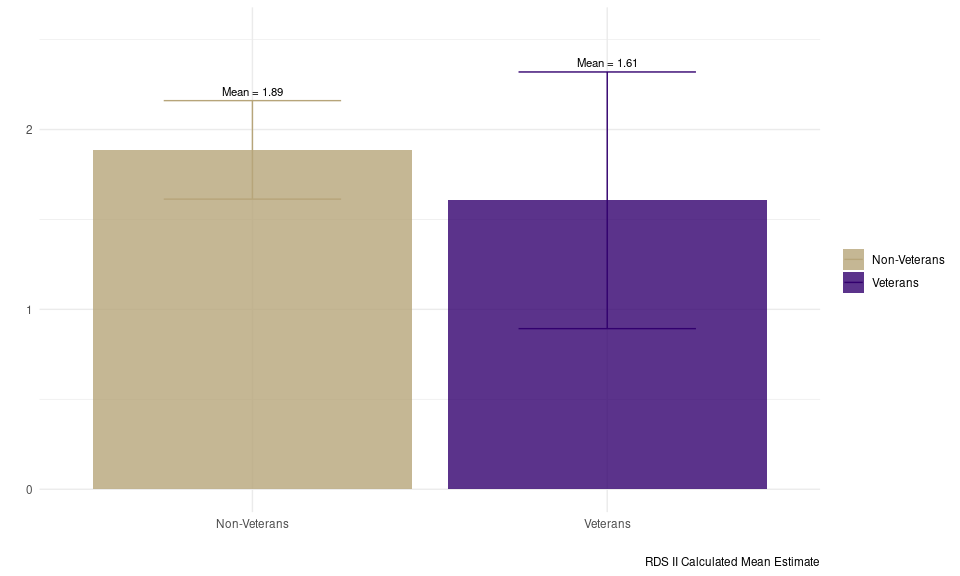 Mean = 1.61
Mean = 1.89
2
1
0
Non-Veterans
Veterans
Non-Veterans
Veterans
RDS II Calculated Mean Estimate